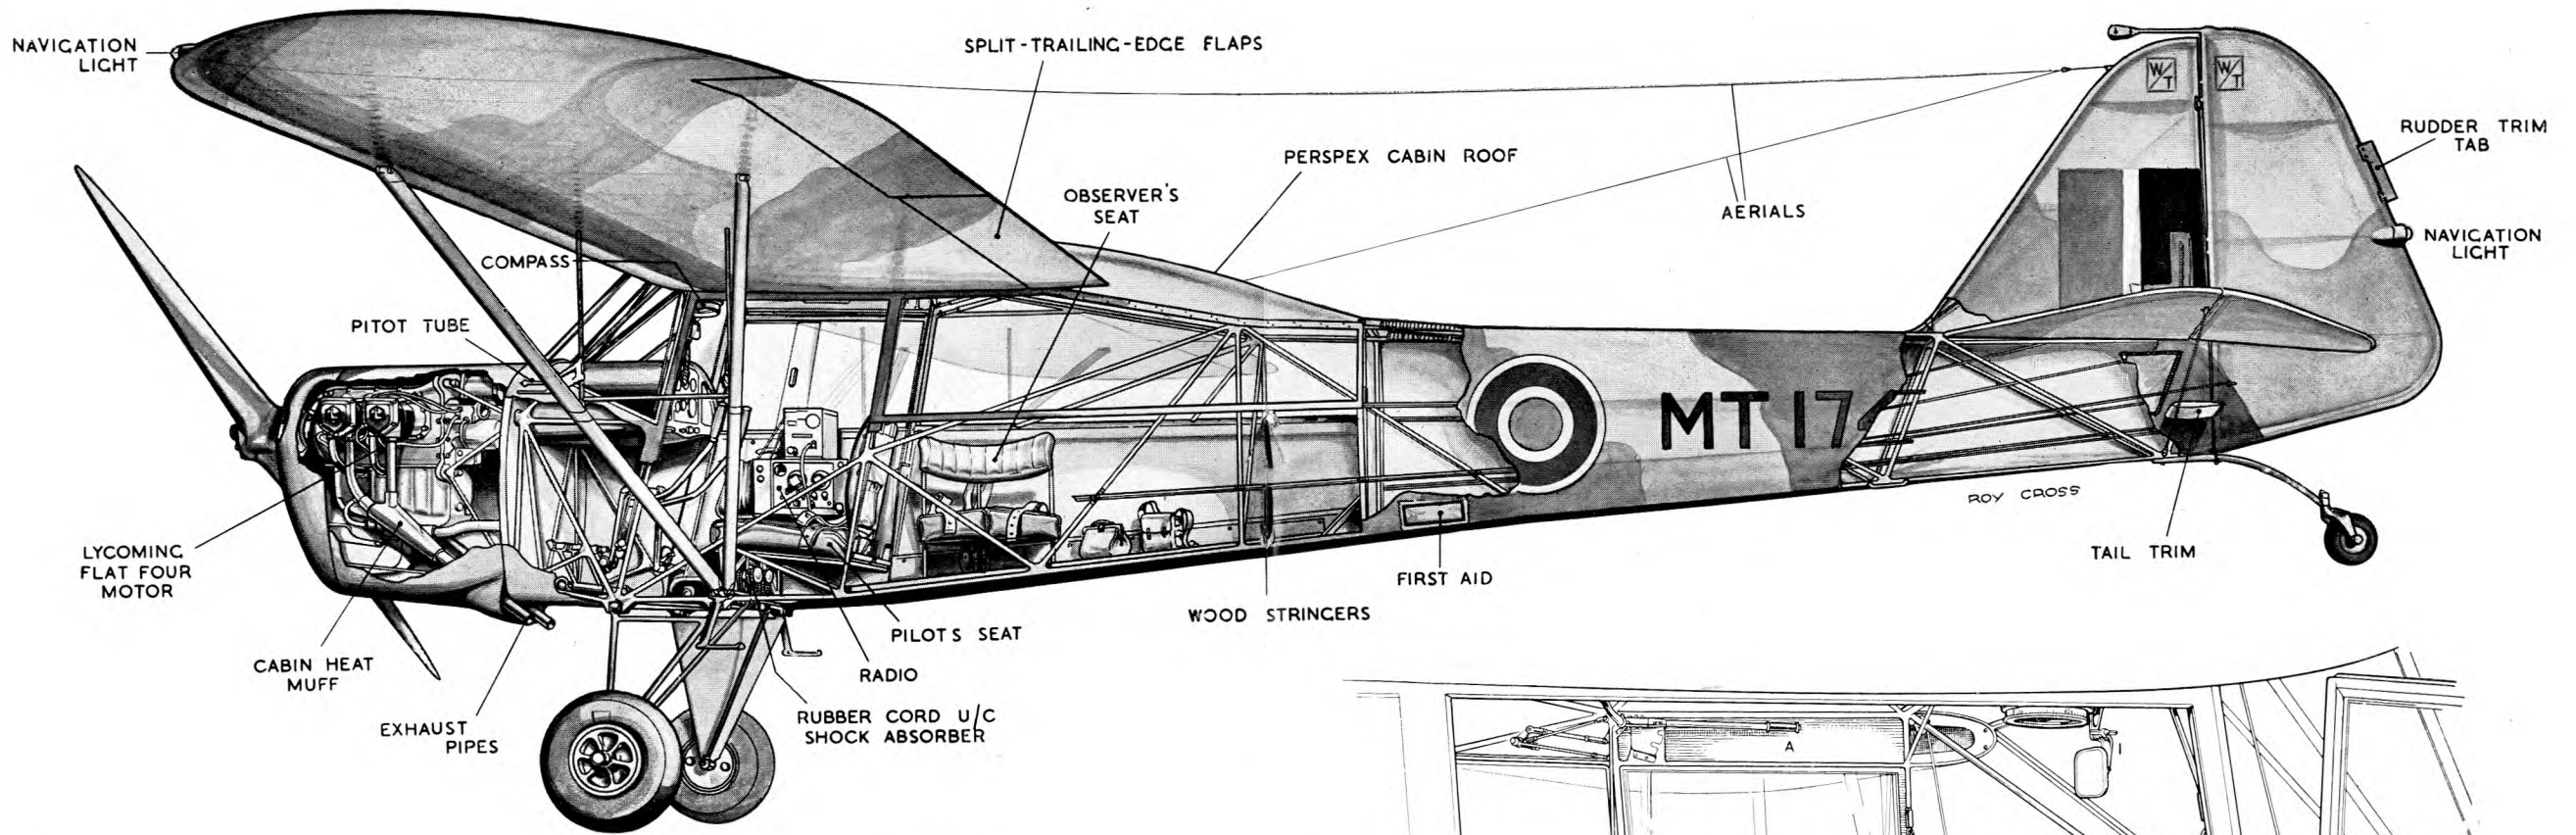 NAVIGATION
LIGHT
SPLIT-TRAILING-EDGE FLAPS
W/T
W/T
RUDDER TRIM
TAB
PERSPEX CABIN ROOF
OBSERVER'S
SEAT
AERIALS
NAVIGATION
LIGHT
COMPASS
PITOT TUBE
MT 17
ROY CROSS
LYCOMING
FLAT FOUR
MOTOR
TAIL TRIM
FIRST AID
WOOD STRINGERS
PILOT'S SEAT
CABIN HEAT
MUFF
RADIO
EXHAUST
PIPES
RUBBER CORD U/C
SHOCK ABSORBER
A
I